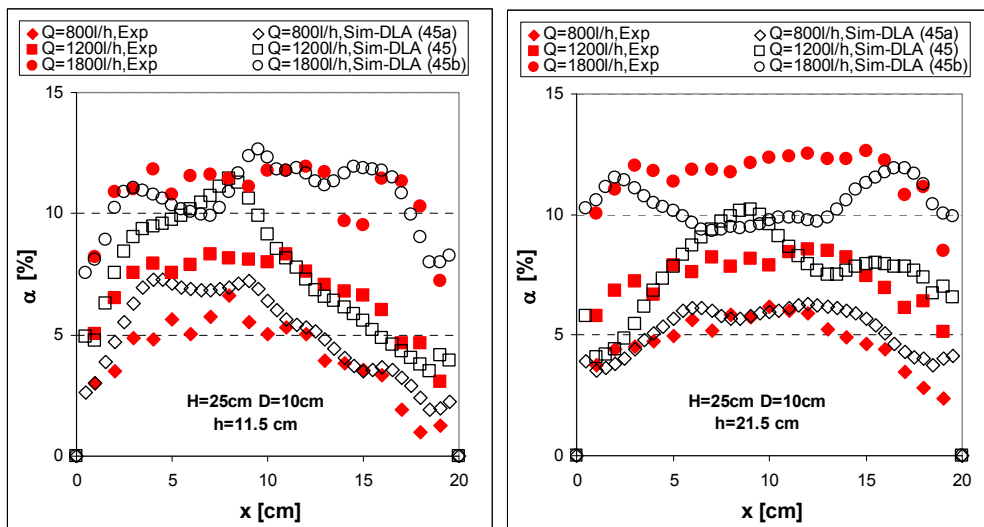 Q=800l/h,Exp Q=800l/h,Sim-DLA (45a)
Q=1200l/h,Exp Q=1200l/h,Sim-DLA (45)
Q=1800l/h,Exp Q=1800l/h,Sim-DLA (45b)
15
10
5
0
α [%]
H=25cm D=10cm
h=11.5 cm
0 5 10 15 20
x [cm]
Q=800l/h,Exp Q=800l/h,Sim-DLA (45a)
Q=1200l/h,Exp Q=1200l/h,Sim-DLA (45)
Q=1800l/h,Exp Q=1800l/h,Sim-DLA (45b)
15
10
5
0
α [%]
H=25cm D=10cm
h=21.5 cm
0 5 10 15 20
x [cm]